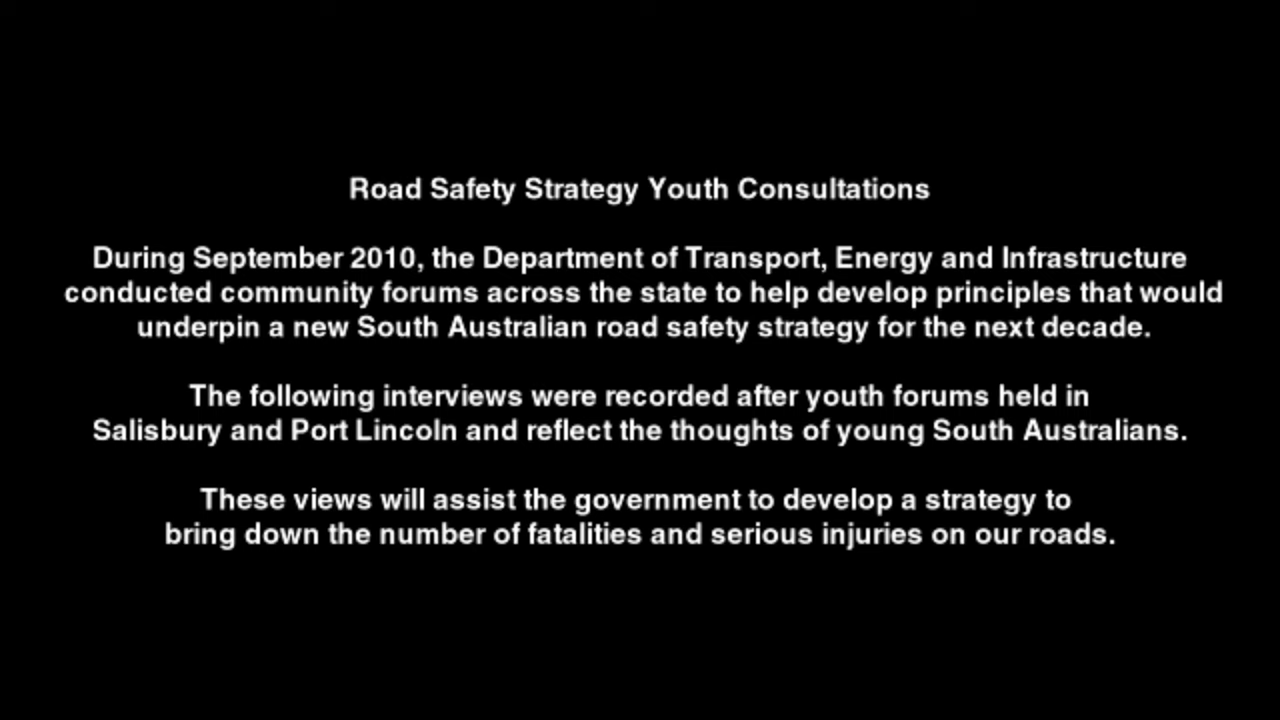 Road Safety Strategy Youth Consultations
During September 2010, the Department of Transport, Energy and Infrastructure
conducted community forums across the state to help develop principles that would
underpin a new South Australian road safety strategy for the next decade.
The following interviews were recorded after youth forums held in
Salisbury and Port Lincoln and reflect the thoughts of young South Australians.
These views will assist the government to develop a strategy to
bring down the number of fatalities and serious injuries on our roads.